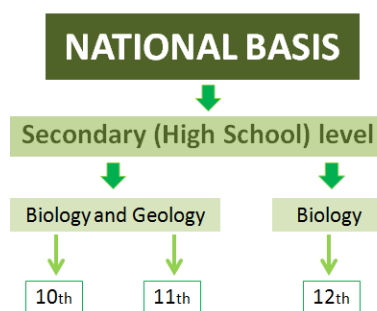 NATIONAL BASIS
Secondary (High School) level
Biology and Geology
Biology
10th
11th
12th